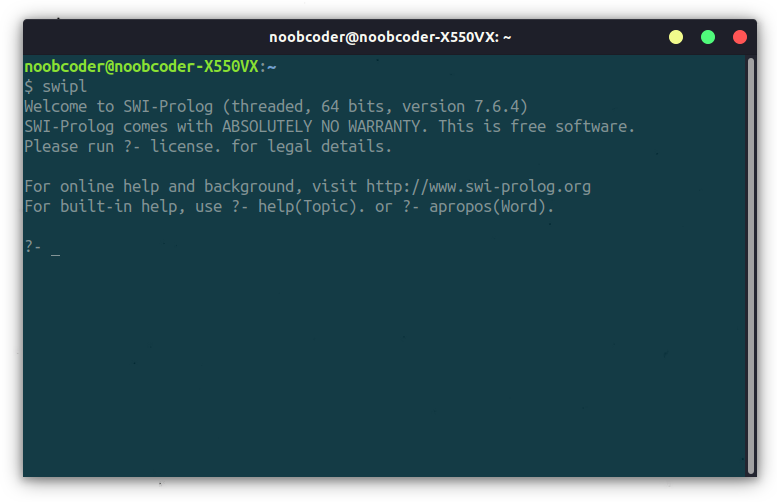 noobcoder@noobcoder-X550VX: ~
noobcoder@noobcoder-X550VX:~
$ swipl
Welcome to SWI-Prolog (threaded, 64 bits, version 7.6.4)
SWI-Prolog comes with ABSOLUTELY NO WARRANTY. This is free software.
Please run ?- license. for legal details.
For online help and background, visit http://www.swi-prolog.org
For built-in help, use ?- help(Topic). or ?- apropos(Word).
?- _